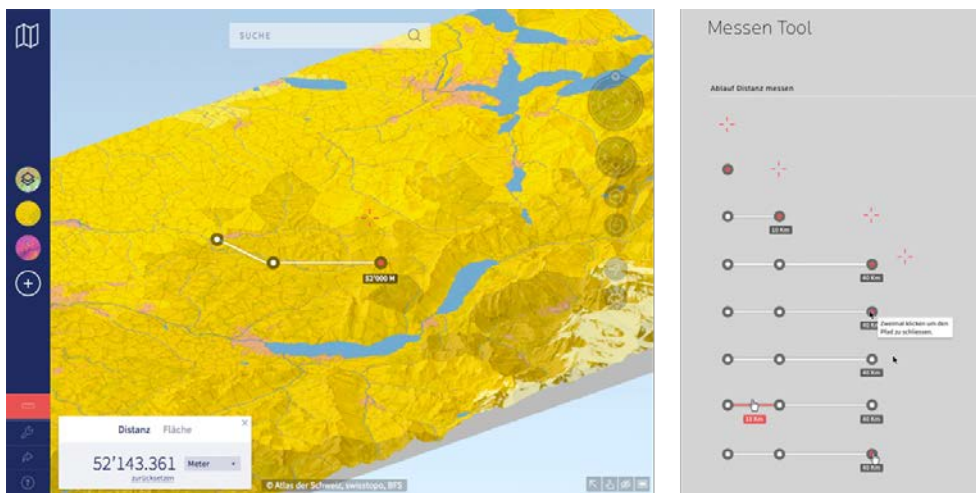 SUCHE
52'000 M
Distanz Fläche
×
52'143.361 Meter
zurücksetzen
© Atlas der Schweiz, swisstopo, BFS
Messen Tool
Ablauf Distanz messen
10 Km
40 Km
40 Km
Zweimal klicken um den
Pfad zu schliessen.
40 Km
10 Km
40 Km
40 Km